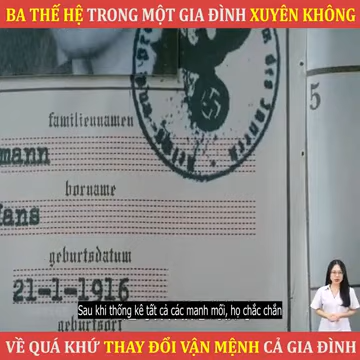 BA THẾ HỆ TRONG MỘT GIA ĐÌNH XUYÊN KHÔNG
familiennamen
mann
5
vorname
Hans
geburtsdatum
21-1-1916
Sau khi thống kê tất cả các manh mối, họ chắc chắn
geburtsort
VỀ QUÁ KHỨ THAY ĐỔI VẬN MỆNH CẢ GIA ĐÌNH